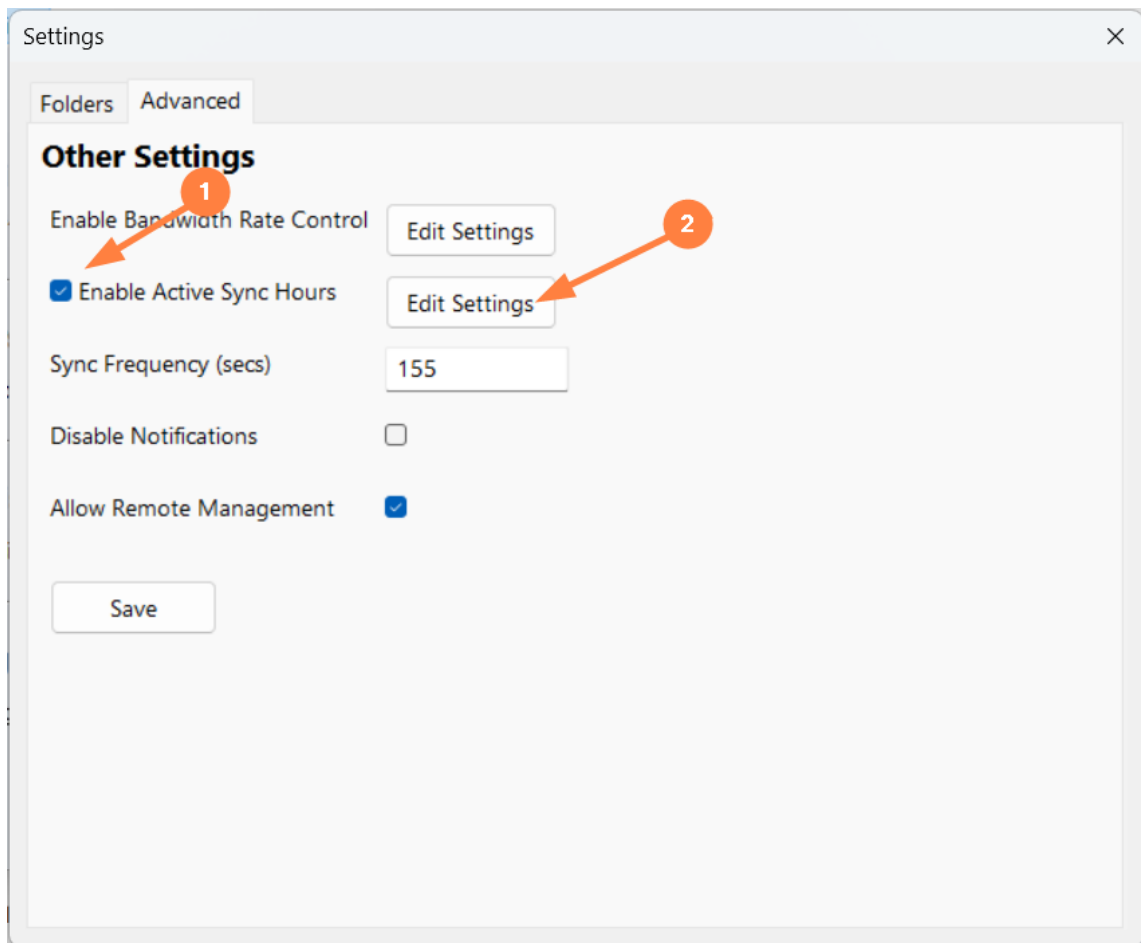 Settings
Folders Advanced
Other Settings
1
Enable Bandwidth Rate Control Edit Settings
2
Enable Active Sync Hours Edit Settings
Sync Frequency (secs) 155
Disable Notifications
Allow Remote Management
Save